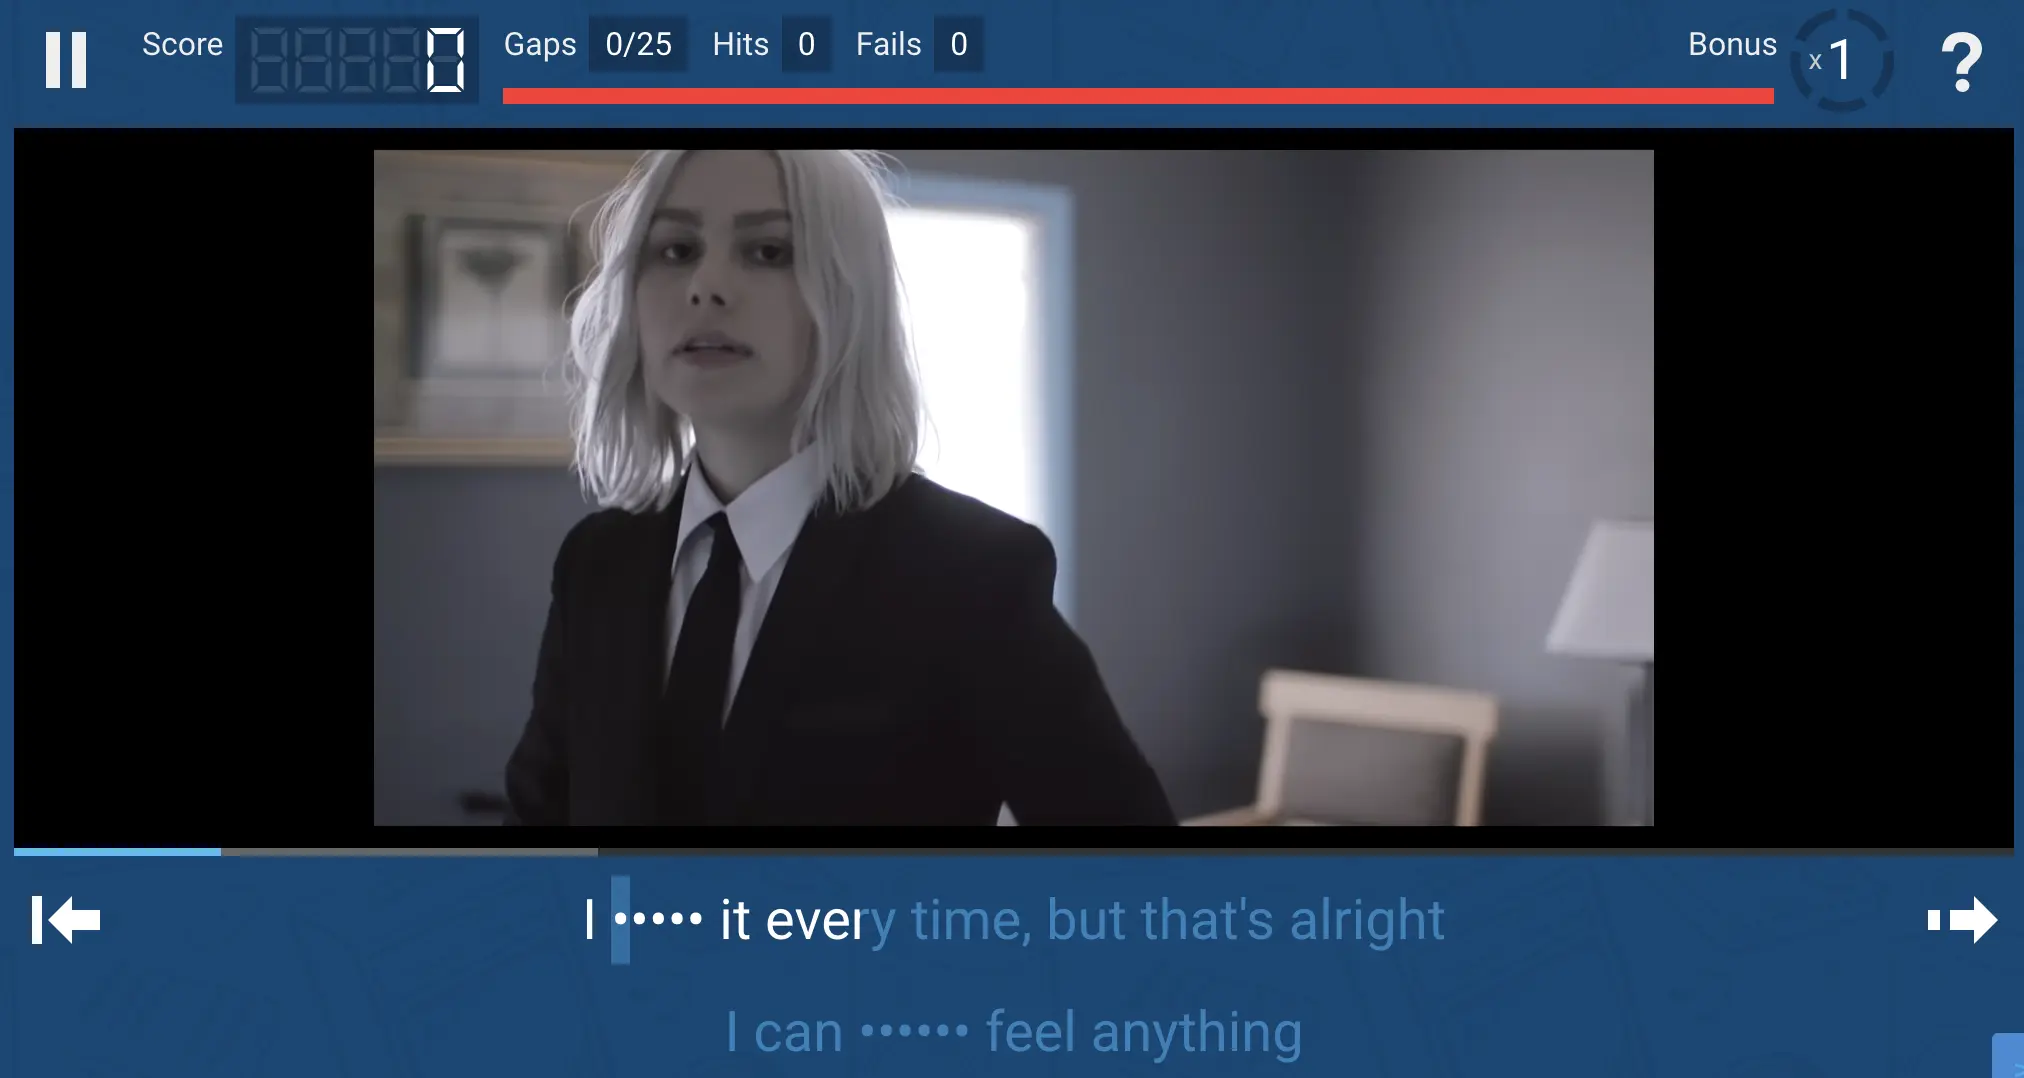 Score 0 Gaps 0/25 Hits 0 Fails 0 Bonus x1 ?
I ••••• it every time, but that's alright
I can •••••• feel anything